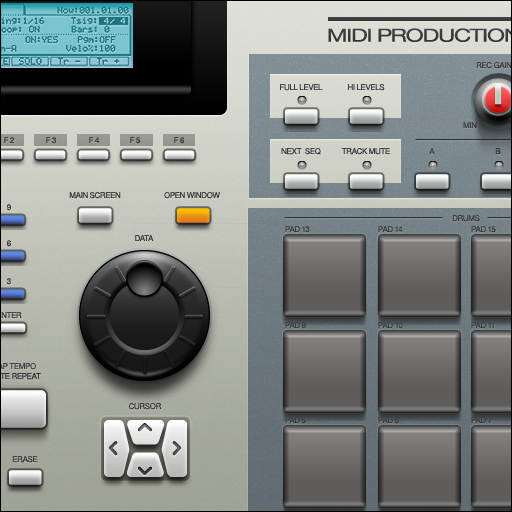 Now:001.01.00
ing:1/16 Tsig: 4/ 4
oop: ON Bars: 0
ON:YES Pgm:OFF
m-A Velo%:100
SOLO Tr - Tr +
MIDI PRODUCTION
REC GAIN
FULL LEVEL HI LEVELS
MIN
F2 F3 F4 F5 F6
NEXT SEQ TRACK MUTE A B
MAIN SCREEN OPEN WINDOW
9
DRUMS
PAD 13 PAD 14 PAD 15
DATA
6
3
NTER
PAD 9 PAD 10 PAD 11
AP TEMPO
TE REPEAT
CURSOR
PAD 5 PAD 6 PAD 7
ERASE